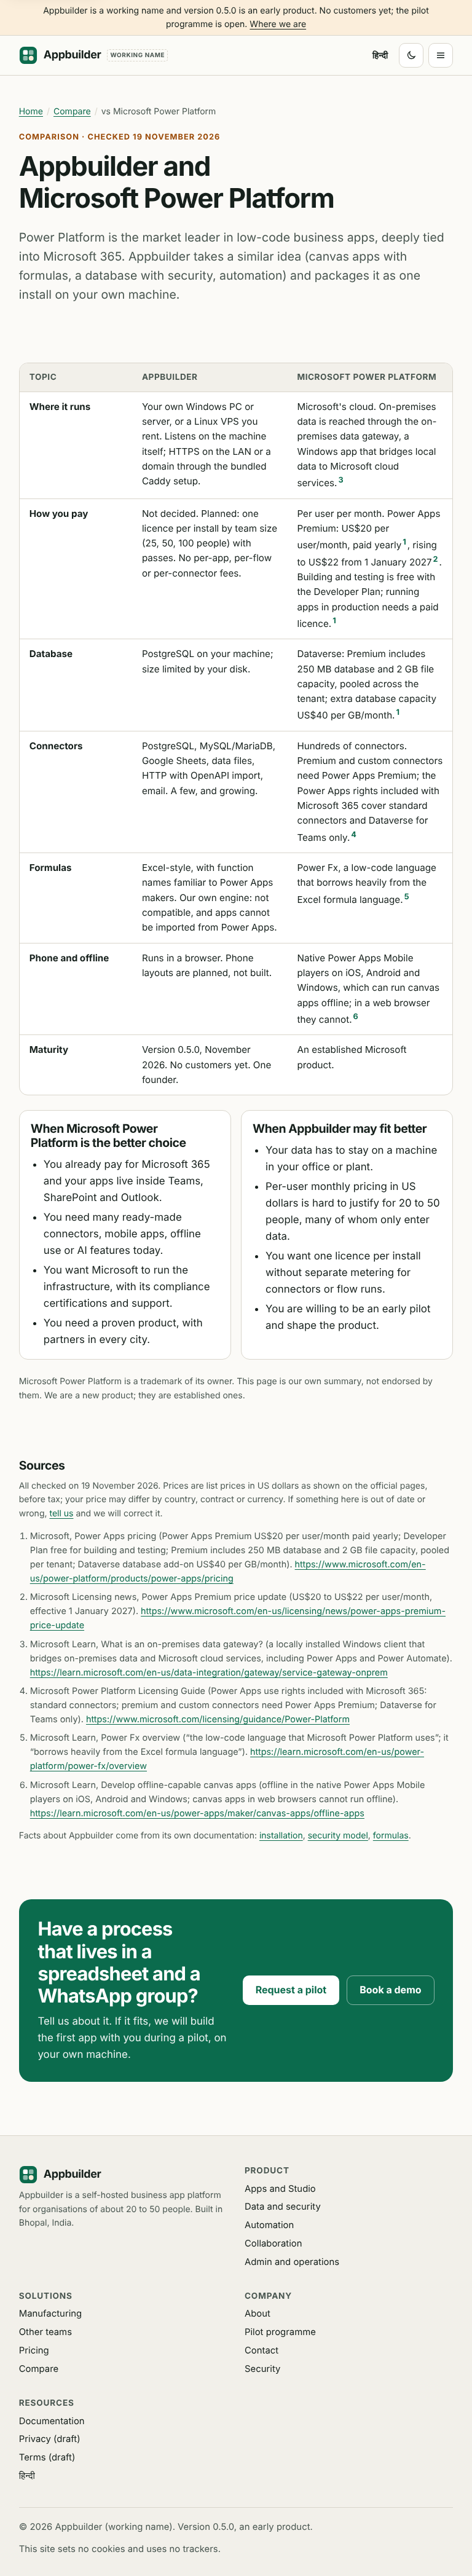 Appbuilder is a working name and version 0.5.0 is an early product. No customers yet; the pilot
programme is open. Where we are
Appbuilder WORKING NAME
हिन्दी
Home / Compare / vs Microsoft Power Platform
COMPARISON · CHECKED 19 NOVEMBER 2026
Appbuilder and
Microsoft Power Platform
Power Platform is the market leader in low-code business apps, deeply tied
into Microsoft 365. Appbuilder takes a similar idea (canvas apps with
formulas, a database with security, automation) and packages it as one
install on your own machine.
TOPIC
APPBUILDER
MICROSOFT POWER PLATFORM
Where it runs
Your own Windows PC or
server, or a Linux VPS you
rent. Listens on the machine
itself; HTTPS on the LAN or a
domain through the bundled
Caddy setup.
Microsoft's cloud. On-premises
data is reached through the on-
premises data gateway, a
Windows app that bridges local
data to Microsoft cloud
services.3
How you pay
Not decided. Planned: one
licence per install by team size
(25, 50, 100 people) with
passes. No per-app, per-flow
or per-connector fees.
Per user per month. Power Apps
Premium: US$20 per
user/month, paid yearly1, rising
to US$22 from 1 January 20272.
Building and testing is free with
the Developer Plan; running
apps in production needs a paid
licence.1
Database
PostgreSQL on your machine;
size limited by your disk.
Dataverse: Premium includes
250 MB database and 2 GB file
capacity, pooled across the
tenant; extra database capacity
US$40 per GB/month.1
Connectors
PostgreSQL, MySQL/MariaDB,
Google Sheets, data files,
HTTP with OpenAPI import,
email. A few, and growing.
Hundreds of connectors.
Premium and custom connectors
need Power Apps Premium; the
Power Apps rights included with
Microsoft 365 cover standard
connectors and Dataverse for
Teams only.4
Formulas
Excel-style, with function
names familiar to Power Apps
makers. Our own engine: not
compatible, and apps cannot
be imported from Power Apps.
Power Fx, a low-code language
that borrows heavily from the
Excel formula language.5
Phone and offline
Runs in a browser. Phone
layouts are planned, not built.
Native Power Apps Mobile
players on iOS, Android and
Windows, which can run canvas
apps offline; in a web browser
they cannot.6
Maturity
Version 0.5.0, November
2026. No customers yet. One
founder.
An established Microsoft
product.
When Microsoft Power
Platform is the better choice
• You already pay for Microsoft 365
and your apps live inside Teams,
SharePoint and Outlook.
• You need many ready-made
connectors, mobile apps, offline
use or AI features today.
• You want Microsoft to run the
infrastructure, with its compliance
certifications and support.
• You need a proven product, with
partners in every city.
When Appbuilder may fit better
• Your data has to stay on a machine
in your office or plant.
• Per-user monthly pricing in US
dollars is hard to justify for 20 to 50
people, many of whom only enter
data.
• You want one licence per install
without separate metering for
connectors or flow runs.
• You are willing to be an early pilot
and shape the product.
Microsoft Power Platform is a trademark of its owner. This page is our own summary, not endorsed by
them. We are a new product; they are established ones.
Sources
All checked on 19 November 2026. Prices are list prices in US dollars as shown on the official pages,
before tax; your price may differ by country, contract or currency. If something here is out of date or
wrong, tell us and we will correct it.
1. Microsoft, Power Apps pricing (Power Apps Premium US$20 per user/month paid yearly; Developer
Plan free for building and testing; Premium includes 250 MB database and 2 GB file capacity, pooled
per tenant; Dataverse database add-on US$40 per GB/month). https://www.microsoft.com/en-
us/power-platform/products/power-apps/pricing
2. Microsoft Licensing news, Power Apps Premium price update (US$20 to US$22 per user/month,
effective 1 January 2027). https://www.microsoft.com/en-us/licensing/news/power-apps-premium-
price-update
3. Microsoft Learn, What is an on-premises data gateway? (a locally installed Windows client that
bridges on-premises data and Microsoft cloud services, including Power Apps and Power Automate).
https://learn.microsoft.com/en-us/data-integration/gateway/service-gateway-onprem
4. Microsoft Power Platform Licensing Guide (Power Apps use rights included with Microsoft 365:
standard connectors; premium and custom connectors need Power Apps Premium; Dataverse for
Teams only). https://www.microsoft.com/licensing/guidance/Power-Platform
5. Microsoft Learn, Power Fx overview (“the low-code language that Microsoft Power Platform uses”; it
“borrows heavily from the Excel formula language”). https://learn.microsoft.com/en-us/power-
platform/power-fx/overview
6. Microsoft Learn, Develop offline-capable canvas apps (offline in the native Power Apps Mobile
players on iOS, Android and Windows; canvas apps in web browsers cannot run offline).
https://learn.microsoft.com/en-us/power-apps/maker/canvas-apps/offline-apps
Facts about Appbuilder come from its own documentation: installation, security model, formulas.
Have a process
that lives in a
spreadsheet and a
WhatsApp group?
Tell us about it. If it fits, we will build
the first app with you during a pilot, on
your own machine.
Request a pilot
Book a demo
Appbuilder
Appbuilder is a self-hosted business app platform
for organisations of about 20 to 50 people. Built in
Bhopal, India.
PRODUCT
Apps and Studio
Data and security
Automation
Collaboration
Admin and operations
SOLUTIONS
Manufacturing
Other teams
Pricing
Compare
COMPANY
About
Pilot programme
Contact
Security
RESOURCES
Documentation
Privacy (draft)
Terms (draft)
हिन्दी
© 2026 Appbuilder (working name). Version 0.5.0, an early product.
This site sets no cookies and uses no trackers.